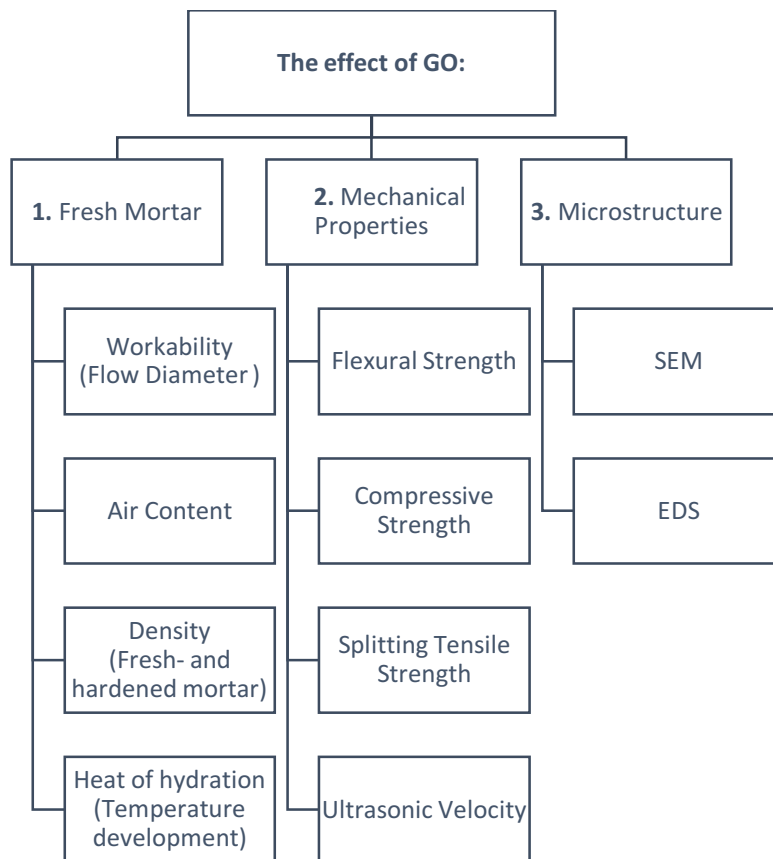 The effect of GO:
1. Fresh Mortar
2. Mechanical
Properties
3. Microstructure
Workability
(Flow Diameter )
Air Content
Density
(Fresh- and
hardened mortar)
Heat of hydration
(Temperature
development)
Flexural Strength
Compressive
Strength
Splitting Tensile
Strength
Ultrasonic Velocity
SEM
EDS